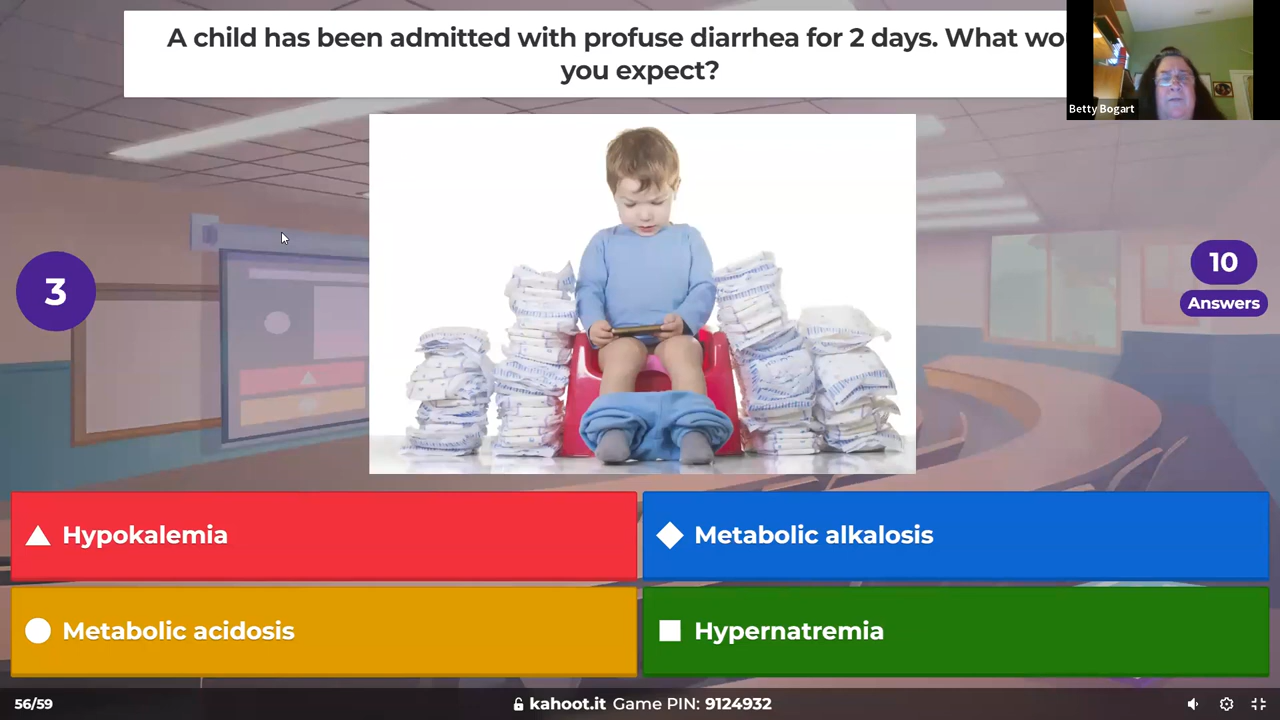 A child has been admitted with profuse diarrhea for 2 days. What
you expect?
Betty Bogart
3
10
Answers
Hypokalemia
Metabolic alkalosis
Metabolic acidosis
Hypernatremia
56/59
kahoot.it Game PIN: 9124932